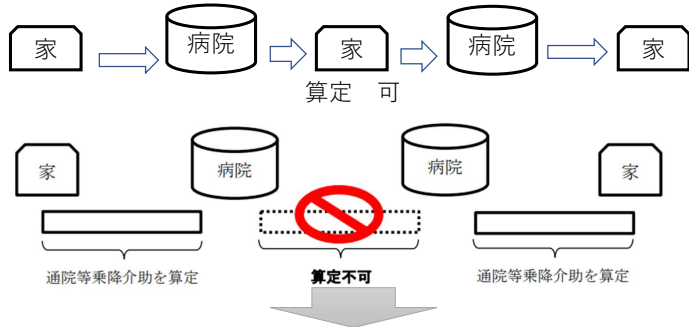 家 病院 家 病院 家
算定　可
家 病院 病院 家
通院等乗降介助を算定 算定不可 通院等乗降介助を算定